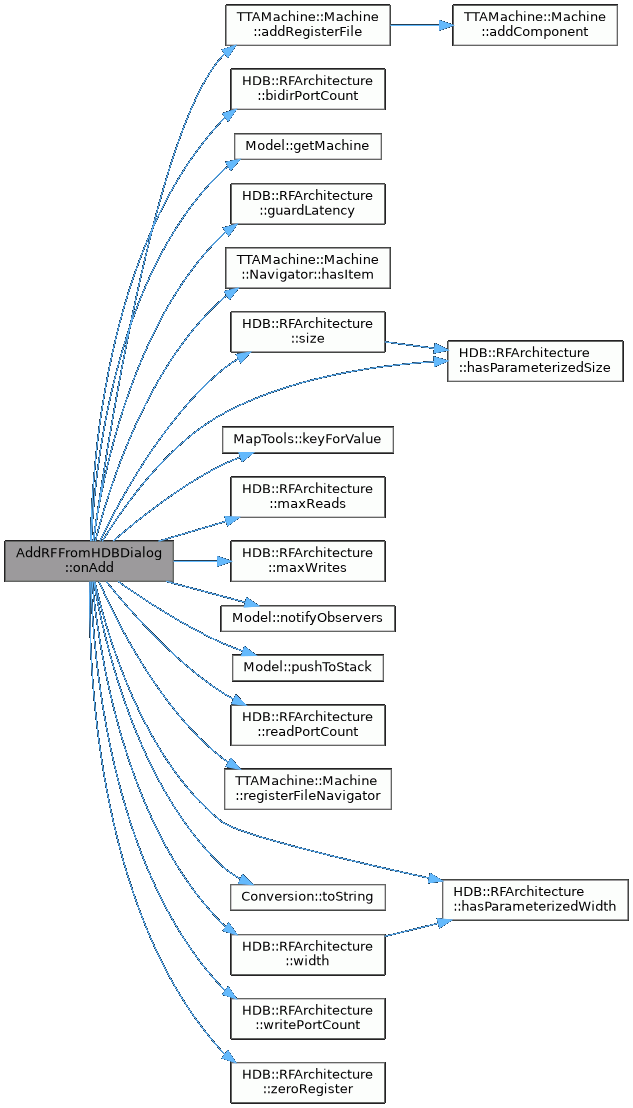 TTAMachine::Machine
::addRegisterFile
TTAMachine::Machine
::addComponent
HDB::RFArchitecture
::bidirPortCount
Model::getMachine
HDB::RFArchitecture
::guardLatency
TTAMachine::Machine
::Navigator::hasItem
HDB::RFArchitecture
::size
HDB::RFArchitecture
::hasParameterizedSize
MapTools::keyForValue
HDB::RFArchitecture
::maxReads
AddRFFromHDBDialog
::onAdd
HDB::RFArchitecture
::maxWrites
Model::notifyObservers
Model::pushToStack
HDB::RFArchitecture
::readPortCount
TTAMachine::Machine
::registerFileNavigator
Conversion::toString
HDB::RFArchitecture
::hasParameterizedWidth
HDB::RFArchitecture
::width
HDB::RFArchitecture
::writePortCount
HDB::RFArchitecture
::zeroRegister